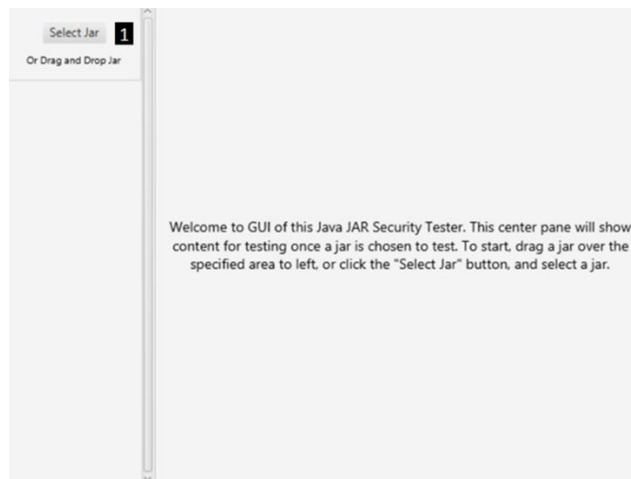 Select Jar 1
Or Drag and Drop Jar
Welcome to GUI of this Java JAR Security Tester. This center pane will show
content for testing once a jar is chosen to test. To start, drag a jar over the
specified area to left, or click the "Select Jar" button, and select a jar.